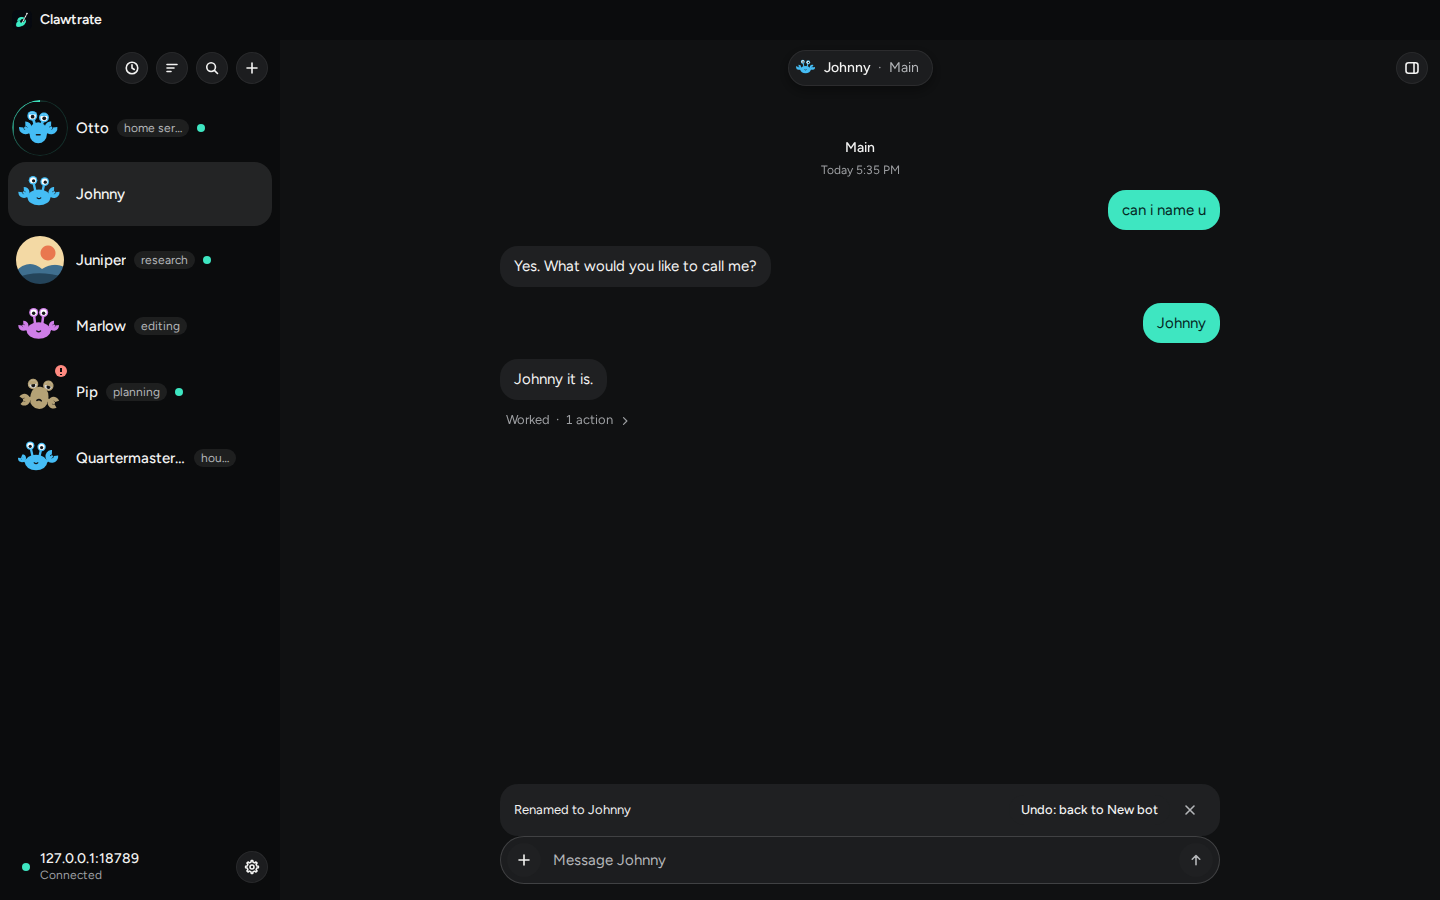 Clawtrate
Johnny · Main
Otto home ser...
Johnny
Juniper research
Marlow editing
Pip planning
Quartermaster... hou...
127.0.0.1:18789
Connected
Main
Today 5:35 PM
can i name u
Yes. What would you like to call me?
Johnny
Johnny it is.
Worked · 1 action
Renamed to Johnny Undo: back to New bot
Message Johnny